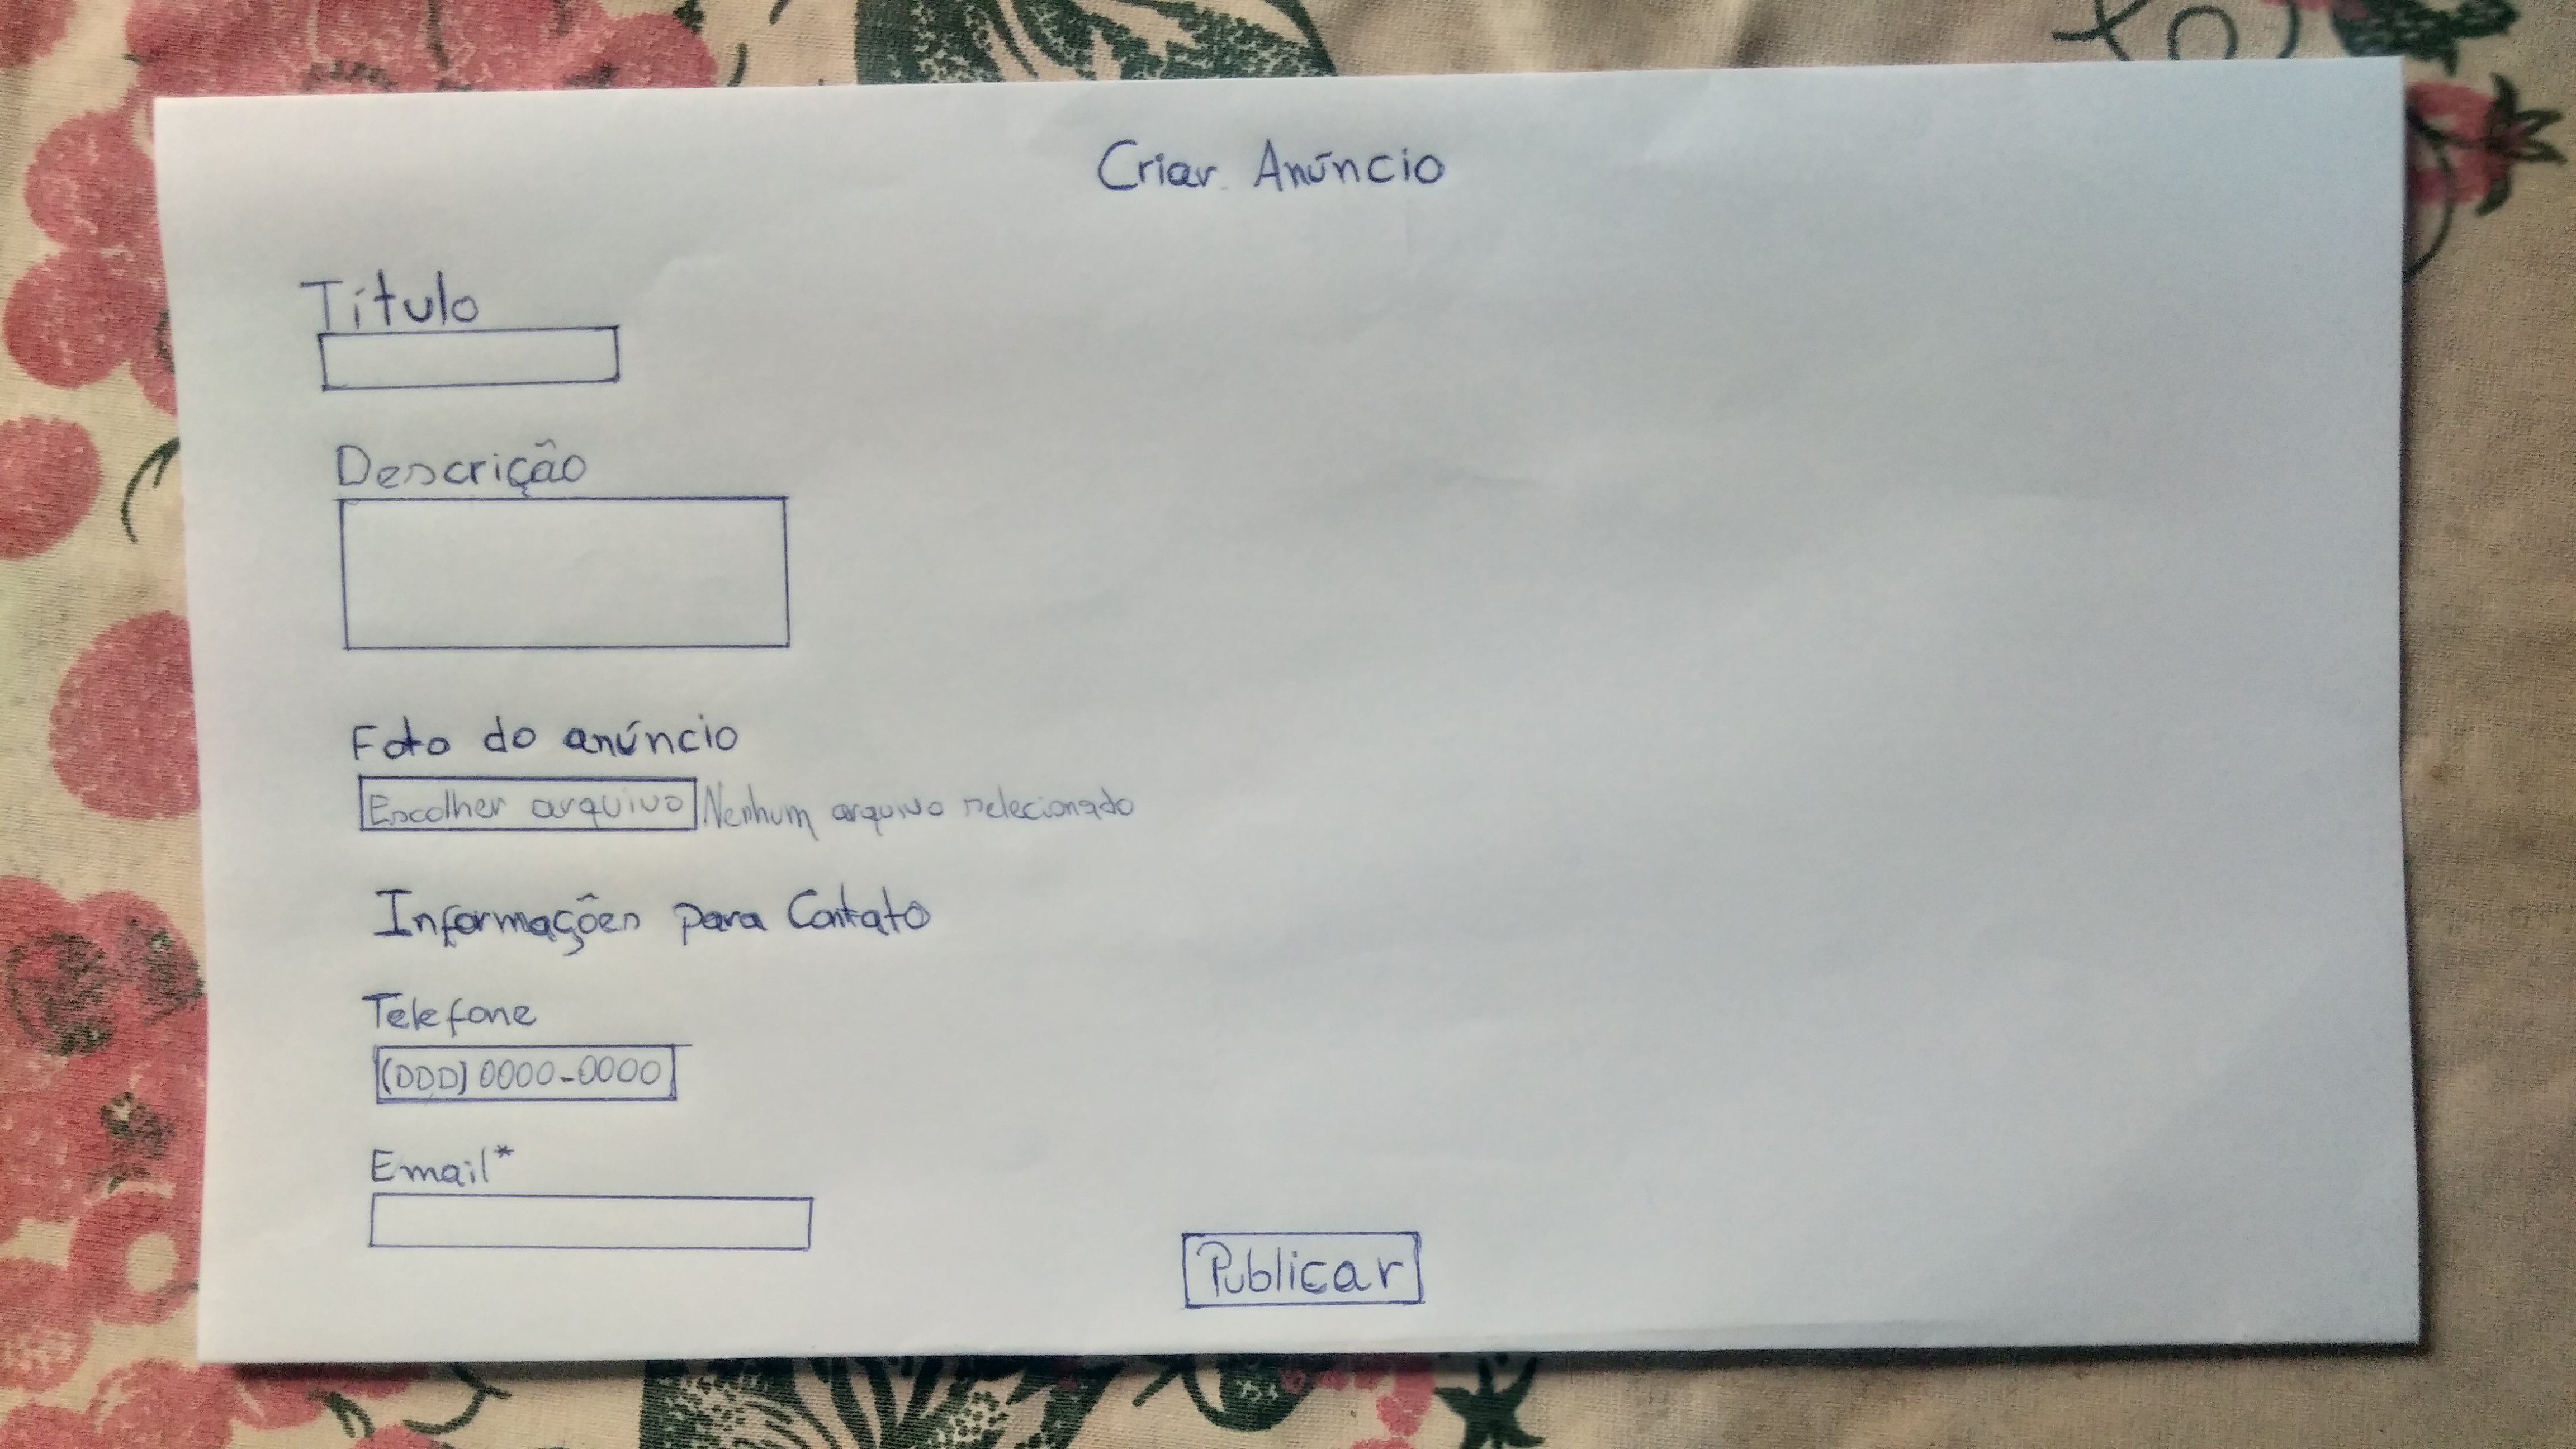 Criar Anúncio
Título
Descrição
Foto do anúncio
Escolher arquivo Nenhum arquivo selecionado
Informações para Contato
Telefone
(DDD) 0000-0000
Email*
Publicar